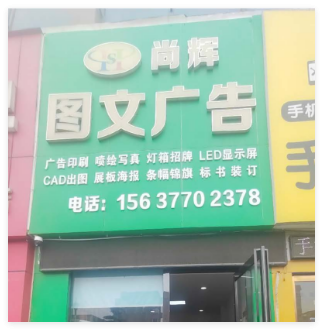 尚辉
图文广告
广告印刷 喷绘写真 灯箱招牌 LED显示屏
CAD出图 展板海报 条幅锦旗 标书装订
电话：156 3770 2378
手机
手